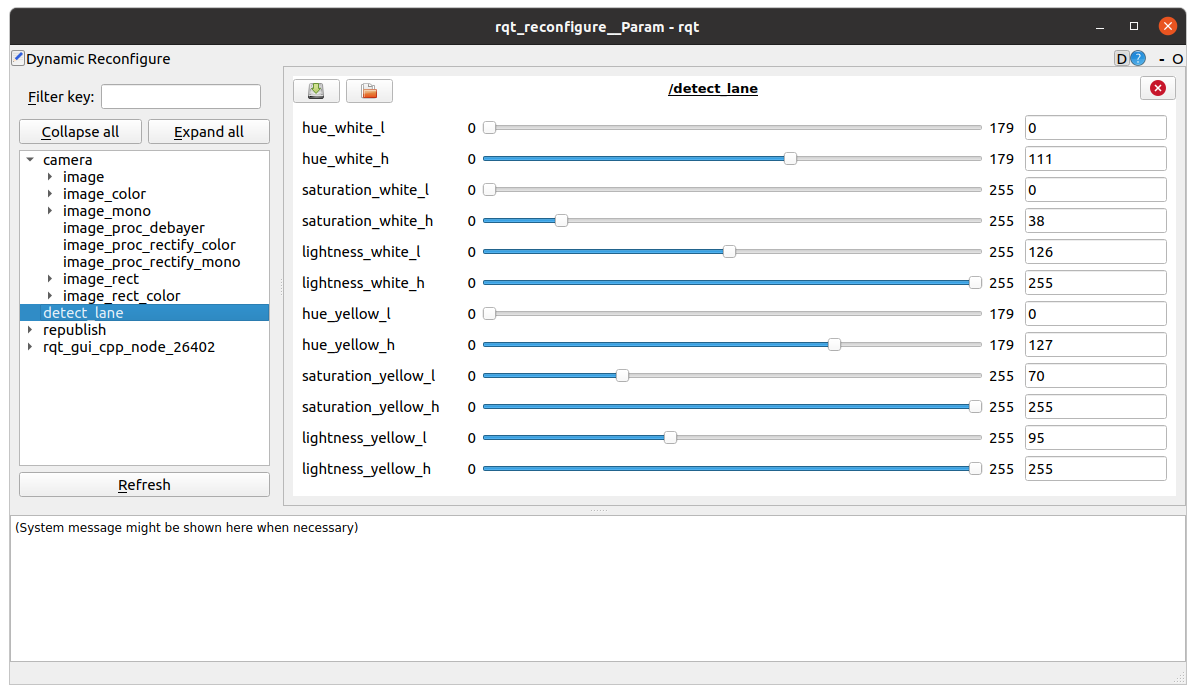 rqt_reconfigure__Param - rqt
Dynamic Reconfigure
D ? - O
Filter key:
Collapse all Expand all
camera
image
image_color
image_mono
image_proc_debayer
image_proc_rectify_color
image_proc_rectify_mono
image_rect
image_rect_color
detect_lane
republish
rqt_gui_cpp_node_26402
Refresh
/detect_lane
hue_white_l 0 179 0
hue_white_h 0 179 111
saturation_white_l 0 255 0
saturation_white_h 0 255 38
lightness_white_l 0 255 126
lightness_white_h 0 255 255
hue_yellow_l 0 179 0
hue_yellow_h 0 179 127
saturation_yellow_l 0 255 70
saturation_yellow_h 0 255 255
lightness_yellow_l 0 255 95
lightness_yellow_h 0 255 255
(System message might be shown here when necessary)